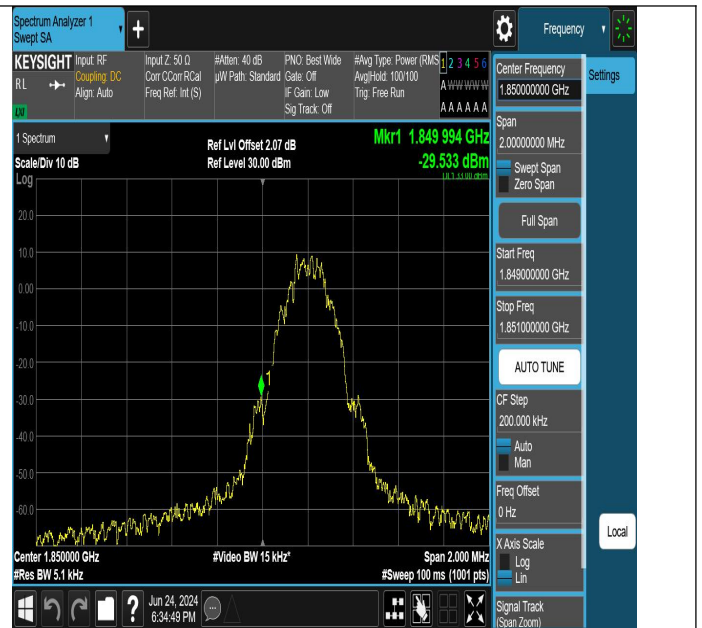 Spectrum Analyzer 1
Swept SA
+
Frequency
KEYSIGHT
RL
LXI
Input: RF
Coupling: DC
Align: Auto
Input Z: 50 Ω
Corr CCorr RCal
Freq Ref: Int (S)
#Atten: 40 dB
µW Path: Standard
PNO: Best Wide
Gate: Off
IF Gain: Low
Sig Track: Off
#Avg Type: Power (RMS
Avg|Hold: 100/100
Trig: Free Run
1 2 3 4 5 6
A W W W W W
A A A A A A
1 Spectrum
Scale/Div 10 dB
Log
Ref Lvl Offset 2.07 dB
Ref Level 30.00 dBm
Mkr1 1.849 994 GHz
-29.533 dBm
20.0
10.0
0.00
-10.0
-20.0
-30.0
-40.0
-50.0
-60.0
1
Center 1.850000 GHz
#Res BW 5.1 kHz
#Video BW 15 kHz*
Span 2.000 MHz
#Sweep 100 ms (1001 pts)
Center Frequency
1.850000000 GHz
Span
2.00000000 MHz
Swept Span
Zero Span
Full Span
Start Freq
1.849000000 GHz
Stop Freq
1.851000000 GHz
AUTO TUNE
CF Step
200.000 kHz
Auto
Man
Freq Offset
0 Hz
X Axis Scale
Log
Lin
Signal Track
(Span Zoom)
Settings
Local
?
Jun 24, 2024
6:34:49 PM